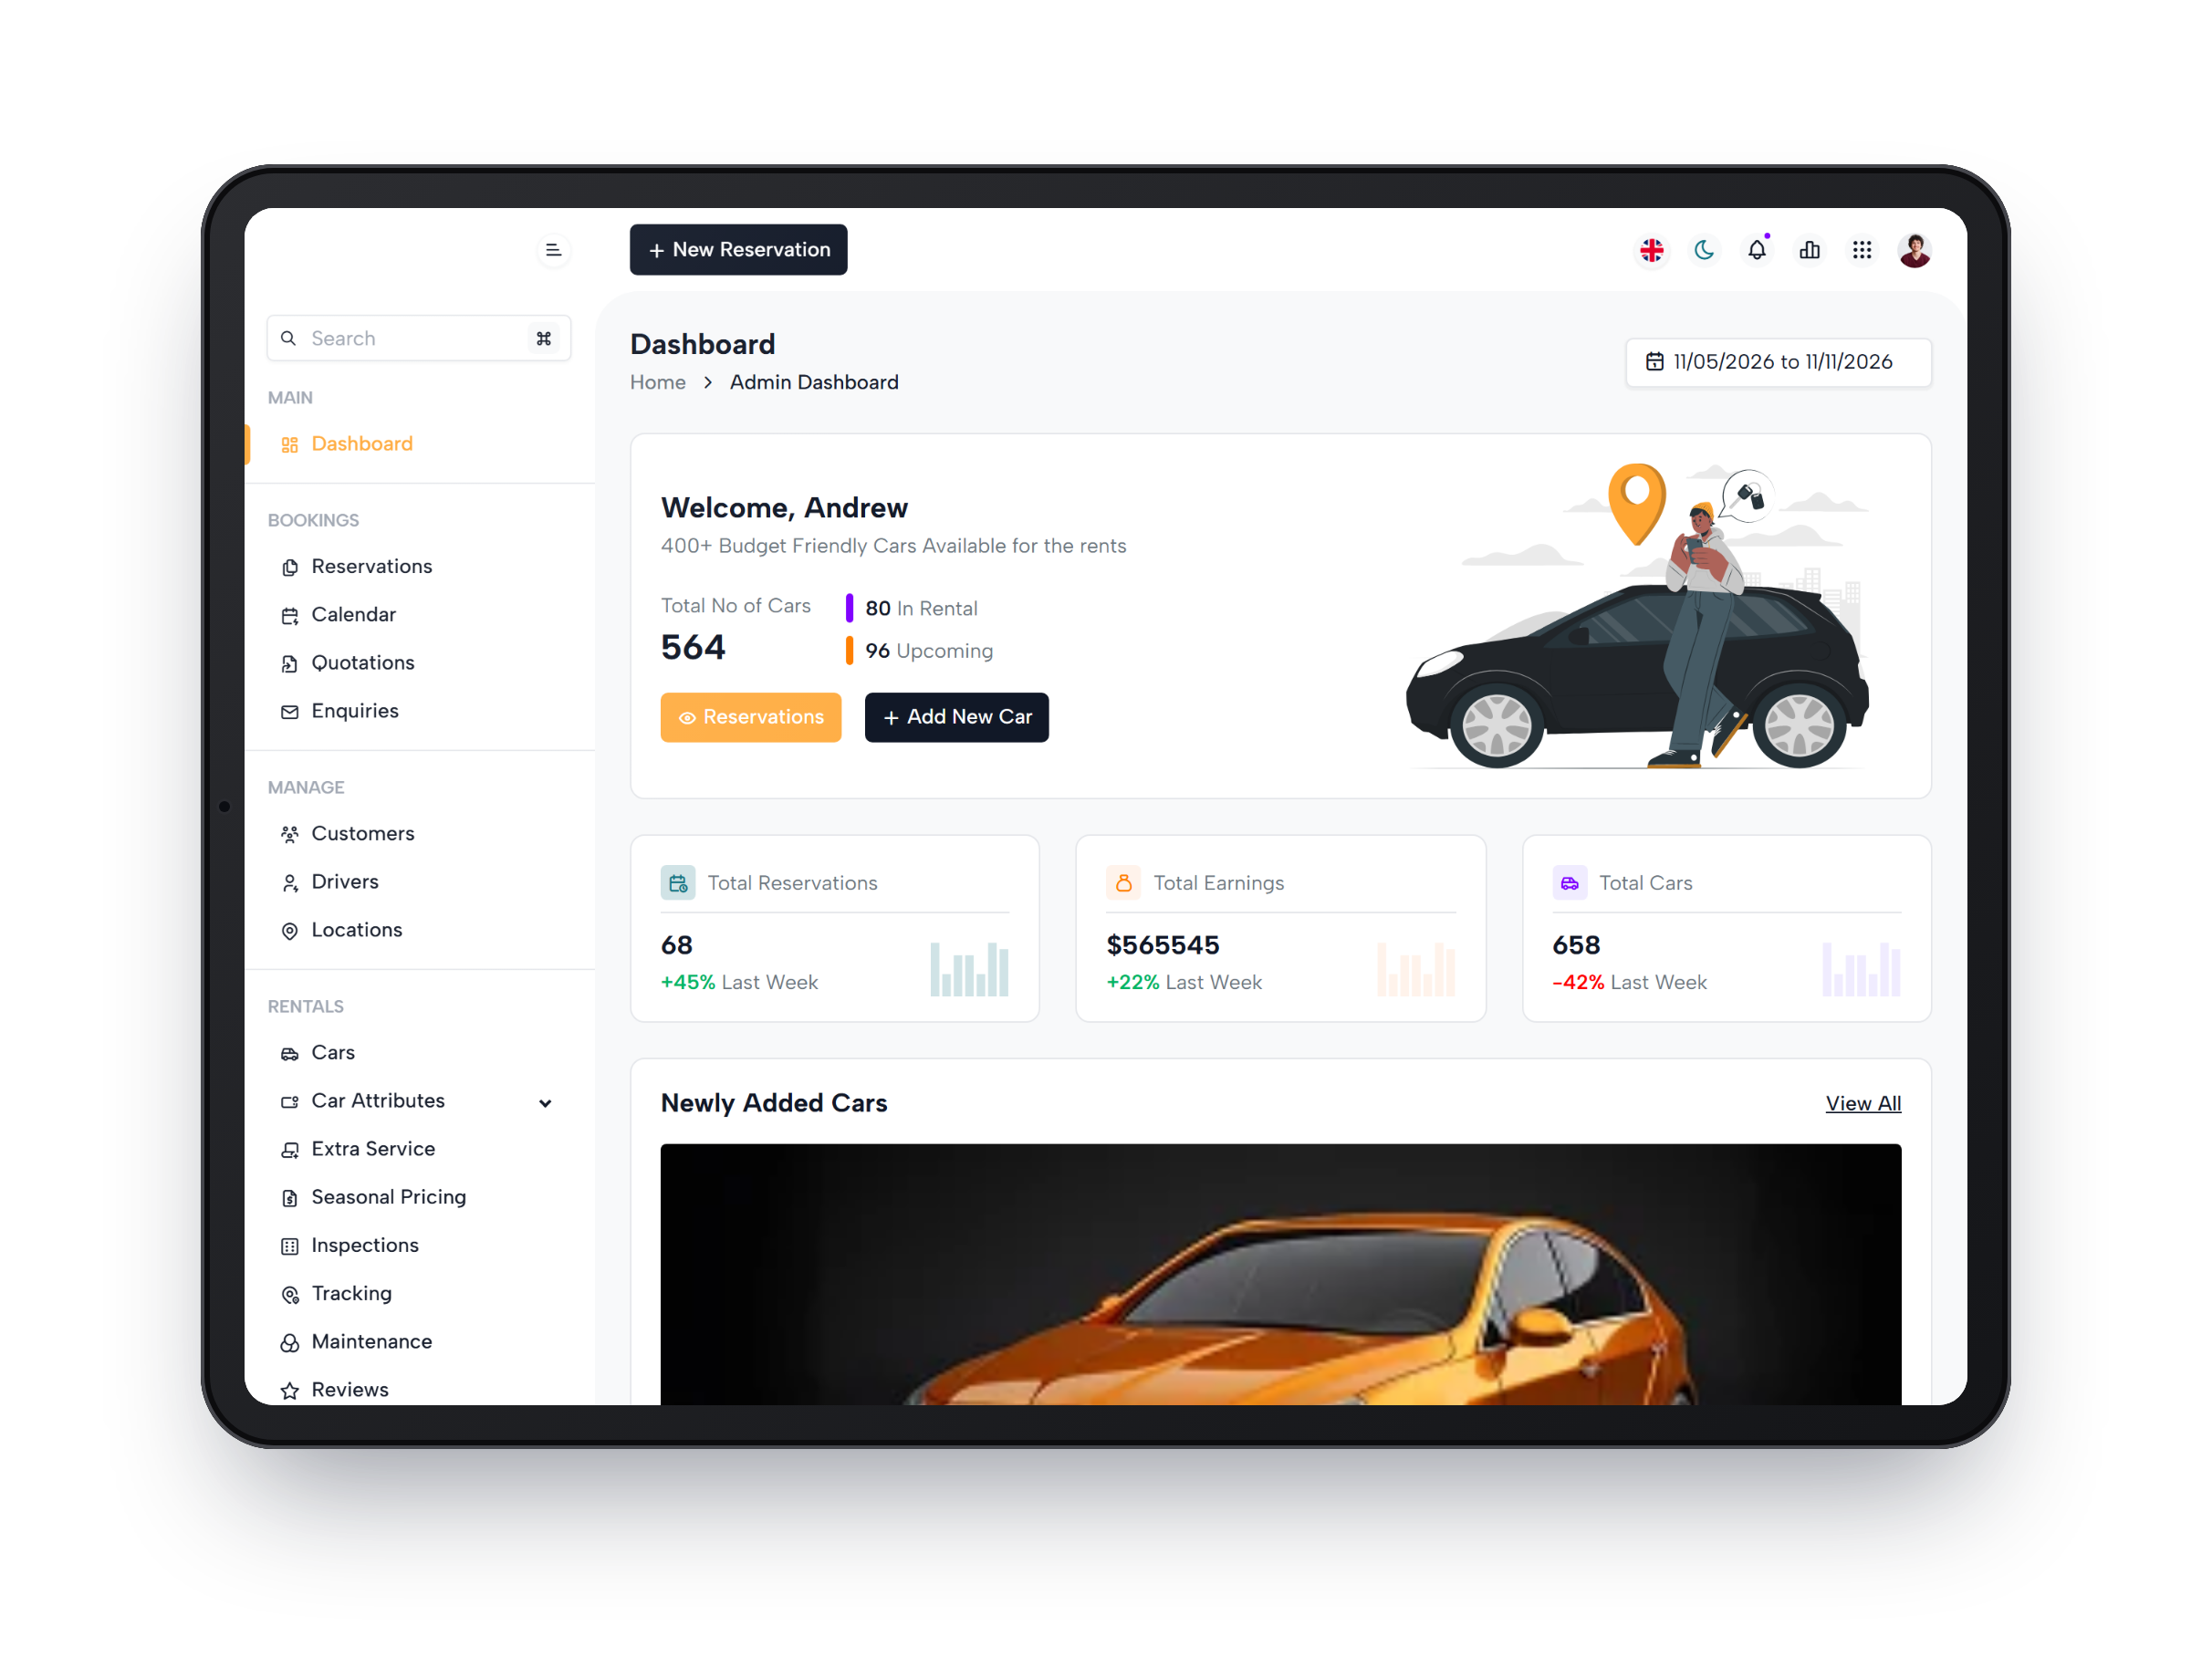 New Reservation
Search
MAIN
Dashboard
BOOKINGS
Reservations
Calendar
Quotations
Enquiries
MANAGE
Customers
Drivers
Locations
RENTALS
Cars
Car Attributes
Extra Service
Seasonal Pricing
Inspections
Tracking
Maintenance
Reviews
Dashboard
Home > Admin Dashboard
11/05/2026 to 11/11/2026
Welcome, Andrew
400+ Budget Friendly Cars Available for the rents
Total No of Cars
564
80 In Rental
96 Upcoming
Reservations
+ Add New Car
Total Reservations
68
+45% Last Week
Total Earnings
$565545
+22% Last Week
Total Cars
658
-42% Last Week
Newly Added Cars
View All